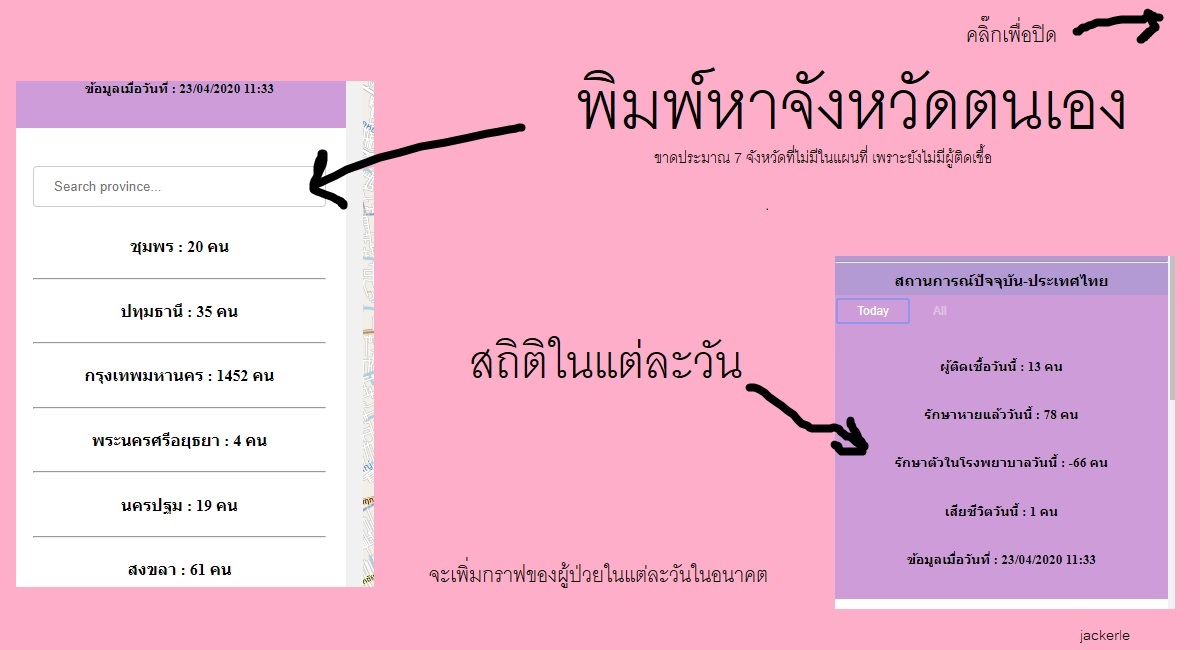 คลิ๊กเพื่อปิด
พิมพ์หาจังหวัดตนเอง
ขาดประมาณ 7 จังหวัดที่ไม่มีในแผนที่ เพราะยังไม่มีผู้ติดเชื้อ
.
ข้อมูลเมื่อวันที่ : 23/04/2020 11:33
Search province...
ชุมพร : 20 คน
ปทุมธานี : 35 คน
กรุงเทพมหานคร : 1452 คน
พระนครศรีอยุธยา : 4 คน
นครปฐม : 19 คน
สงขลา : 61 คน
สถิติในแต่ละวัน
สถานการณ์ปัจจุบัน-ประเทศไทย
Today All
ผู้ติดเชื้อวันนี้ : 13 คน
รักษาหายแล้ววันนี้ : 78 คน
รักษาตัวในโรงพยาบาลวันนี้ : -66 คน
เสียชีวิตวันนี้ : 1 คน
ข้อมูลเมื่อวันที่ : 23/04/2020 11:33
จะเพิ่มกราฟของผู้ป่วยในแต่ละวันในอนาคต
jackerle